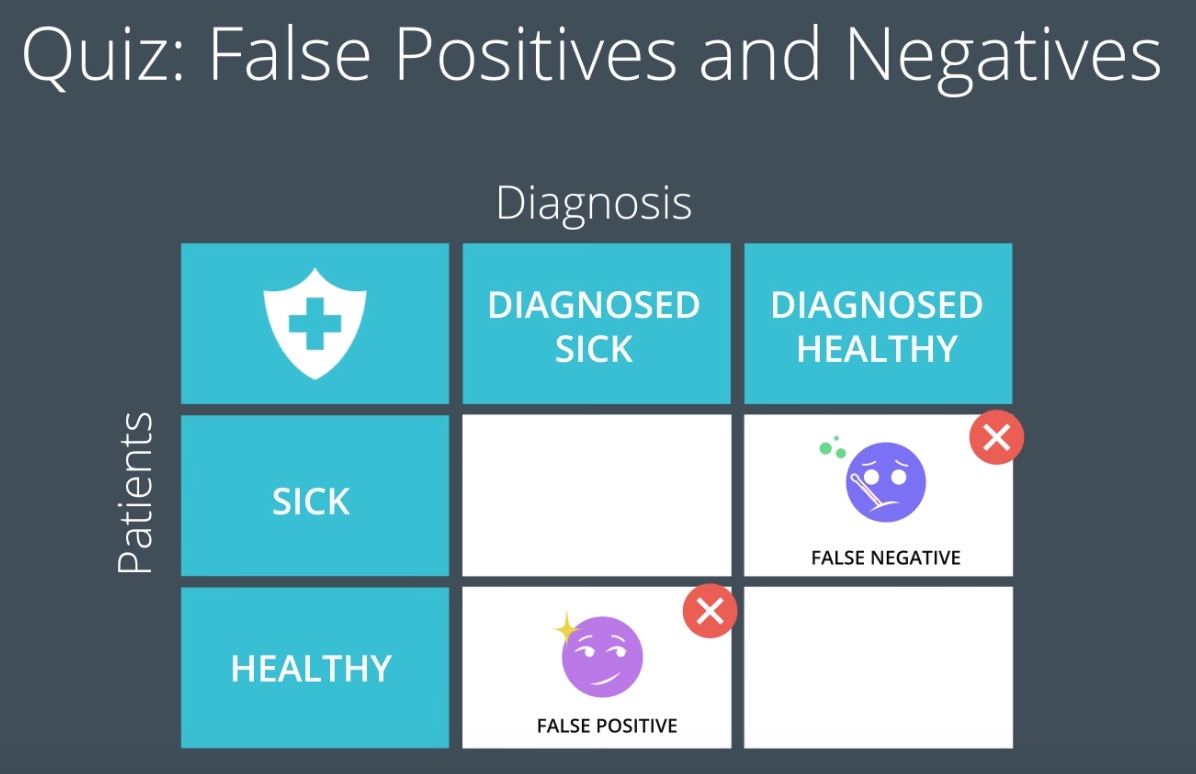 Quiz: False Positives and Negatives
Diagnosis
DIAGNOSED
SICK
DIAGNOSED
HEALTHY
Patients
SICK
FALSE NEGATIVE
HEALTHY
FALSE POSITIVE